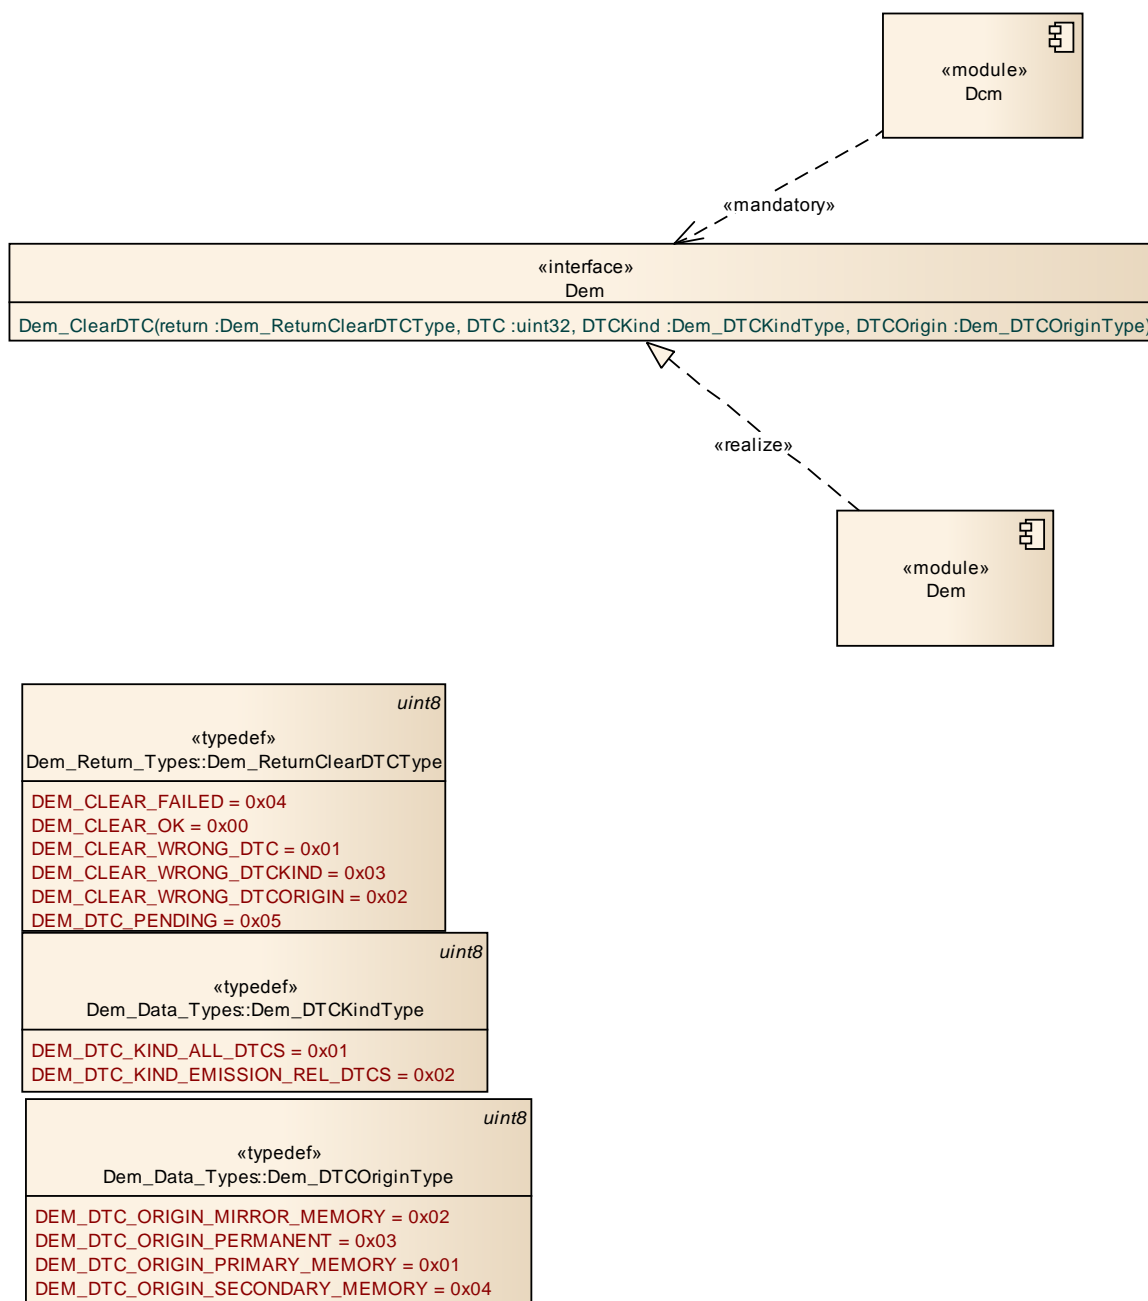 «module»
Dcm
«mandatory»
«interface»
Dem
Dem_ClearDTC(return :Dem_ReturnClearDTCType, DTC :uint32, DTCKind :Dem_DTCKindType, DTCOrigin :Dem_DTCOriginType)
«realize»
«module»
Dem
uint8
«typedef»
Dem_Return_Types::Dem_ReturnClearDTCType
DEM_CLEAR_FAILED = 0x04
DEM_CLEAR_OK = 0x00
DEM_CLEAR_WRONG_DTC = 0x01
DEM_CLEAR_WRONG_DTCKIND = 0x03
DEM_CLEAR_WRONG_DTCORIGIN = 0x02
DEM_DTC_PENDING = 0x05
uint8
«typedef»
Dem_Data_Types::Dem_DTCKindType
DEM_DTC_KIND_ALL_DTCS = 0x01
DEM_DTC_KIND_EMISSION_REL_DTCS = 0x02
uint8
«typedef»
Dem_Data_Types::Dem_DTCOriginType
DEM_DTC_ORIGIN_MIRROR_MEMORY = 0x02
DEM_DTC_ORIGIN_PERMANENT = 0x03
DEM_DTC_ORIGIN_PRIMARY_MEMORY = 0x01
DEM_DTC_ORIGIN_SECONDARY_MEMORY = 0x04